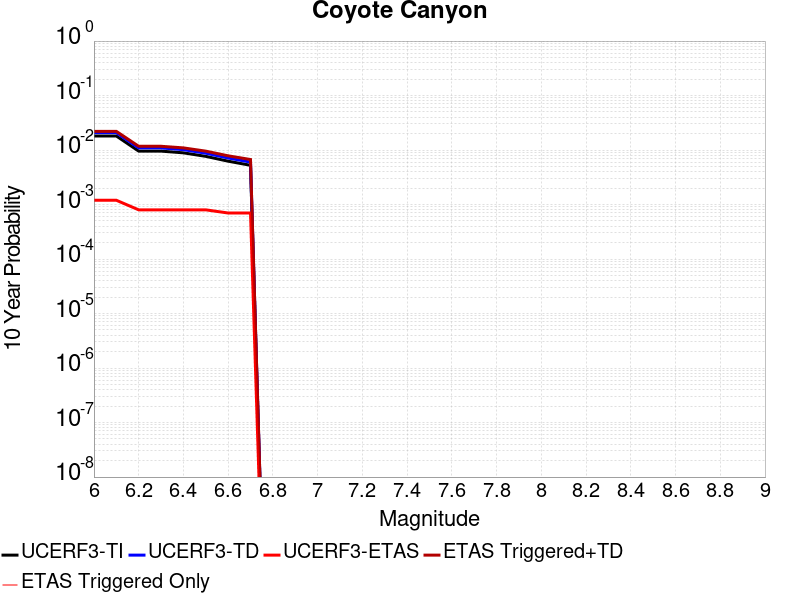 Coyote Canyon
10 Year Probability
10^0
10^-1
10^-2
10^-3
10^-4
10^-5
10^-6
10^-7
10^-8
6 6.2 6.4 6.6 6.8 7 7.2 7.4 7.6 7.8 8 8.2 8.4 8.6 8.8 9
Magnitude
UCERF3-TI UCERF3-TD UCERF3-ETAS ETAS Triggered+TD
ETAS Triggered Only